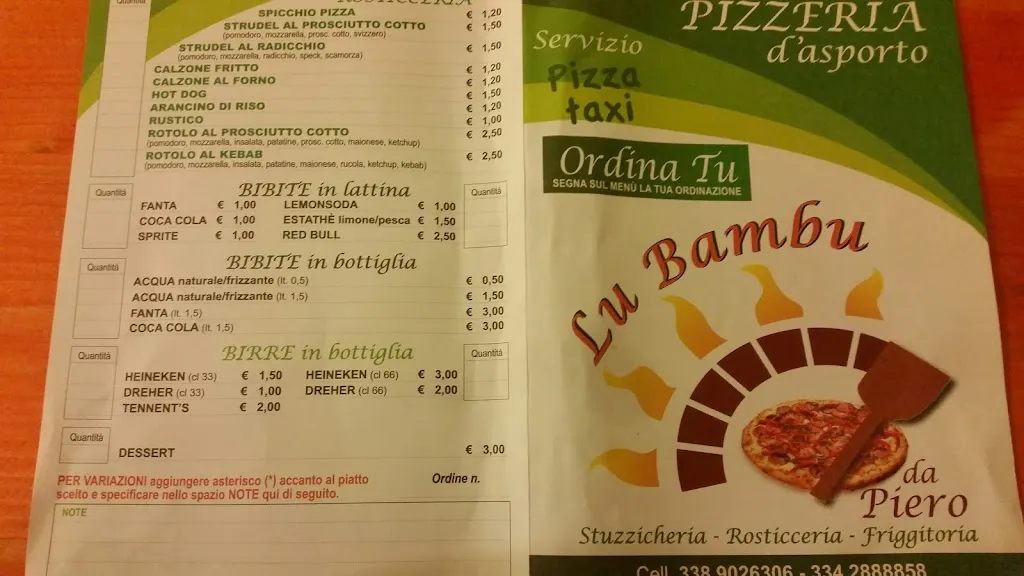 Quantità
ROSTICCERIA
SPICCHIO PIZZA € 1,20
STRUDEL AL PROSCIUTTO COTTO € 1,50
(pomodoro, mozzarella, prosc. cotto, svizzero)
STRUDEL AL RADICCHIO € 1,50
(pomodoro, mozzarella, radicchio, speck, scamorza)
CALZONE FRITTO € 1,20
CALZONE AL FORNO € 1,20
HOT DOG € 1,50
ARANCINO DI RISO € 1,20
RUSTICO € 1,00
ROTOLO AL PROSCIUTTO COTTO € 2,50
(pomodoro, mozzarella, insalata, patatine, prosc. cotto, maionese, ketchup)
ROTOLO AL KEBAB € 2,50
(pomodoro, mozzarella, insalata, patatine, maionese, rucola, ketchup, kebab)
Quantità
BIBITE in lattina
Quantità
FANTA € 1,00 LEMONSODA € 1,00
COCA COLA € 1,00 ESTATHÈ limone/pesca € 1,50
SPRITE € 1,00 RED BULL € 2,50
Quantità
BIBITE in bottiglia
ACQUA naturale/frizzante (lt. 0,5) € 0,50
ACQUA naturale/frizzante (lt. 1,5) € 1,50
FANTA (lt. 1,5) € 3,00
COCA COLA (lt. 1,5) € 3,00
Quantità
BIRRE in bottiglia
Quantità
HEINEKEN (cl 33) € 1,50 HEINEKEN (cl 66) € 3,00
DREHER (cl 33) € 1,00 DREHER (cl 66) € 2,00
TENNENT'S € 2,00
Quantità
DESSERT € 3,00
PER VARIAZIONI aggiungere asterisco (*) accanto al piatto
scelto e specificare nello spazio NOTE qui di seguito.
Ordine n.
NOTE
PIZZERIA
d'asporto
Servizio
pizza
taxi
Ordina Tu
SEGNA SUL MENÙ LA TUA ORDINAZIONE
Lu Bambu
da
Piero
Stuzzicheria - Rosticceria - Friggitoria
Cell. 338 9026306 - 334 2888858